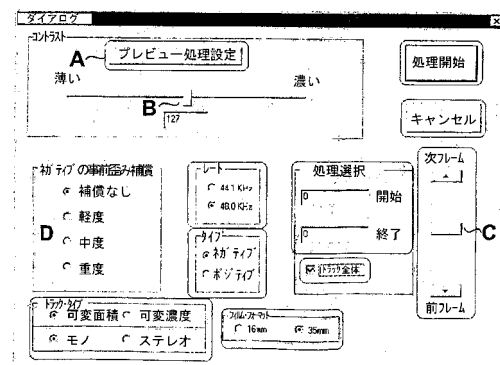 ダイアログ
コントラスト
A
プレビュー処理設定
薄い
濃い
B
127
処理開始
キャンセル
ネガティブの事前歪み補償
補償なし
軽度
D
中度
重度
レート
44.1 KHz
48.0 KHz
タイプ
ネガティブ
ポジティブ
処理選択
0
開始
0
終了
トラック全体
次フレーム
C
前フレーム
トラック・タイプ
可変面積 可変濃度
モノ ステレオ
フィルム・フォーマット
16mm 35mm